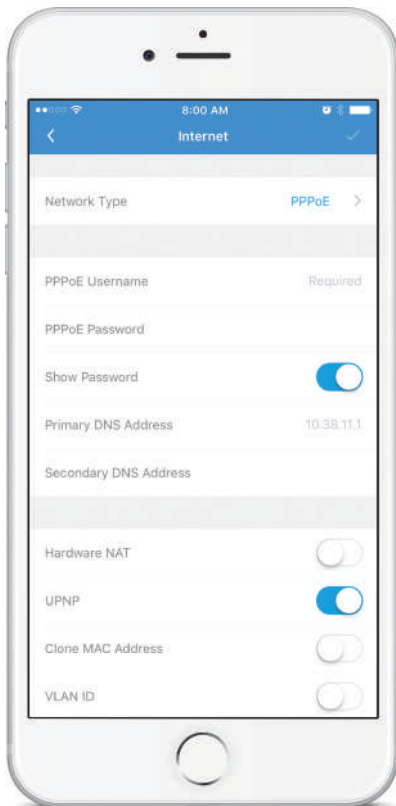 8:00 AM
Internet
Network Type PPPoE
PPPoE Username Required
PPPoE Password
Show Password
Primary DNS Address 10.38.11.1
Secondary DNS Address
Hardware NAT
UPNP
Clone MAC Address
VLAN ID